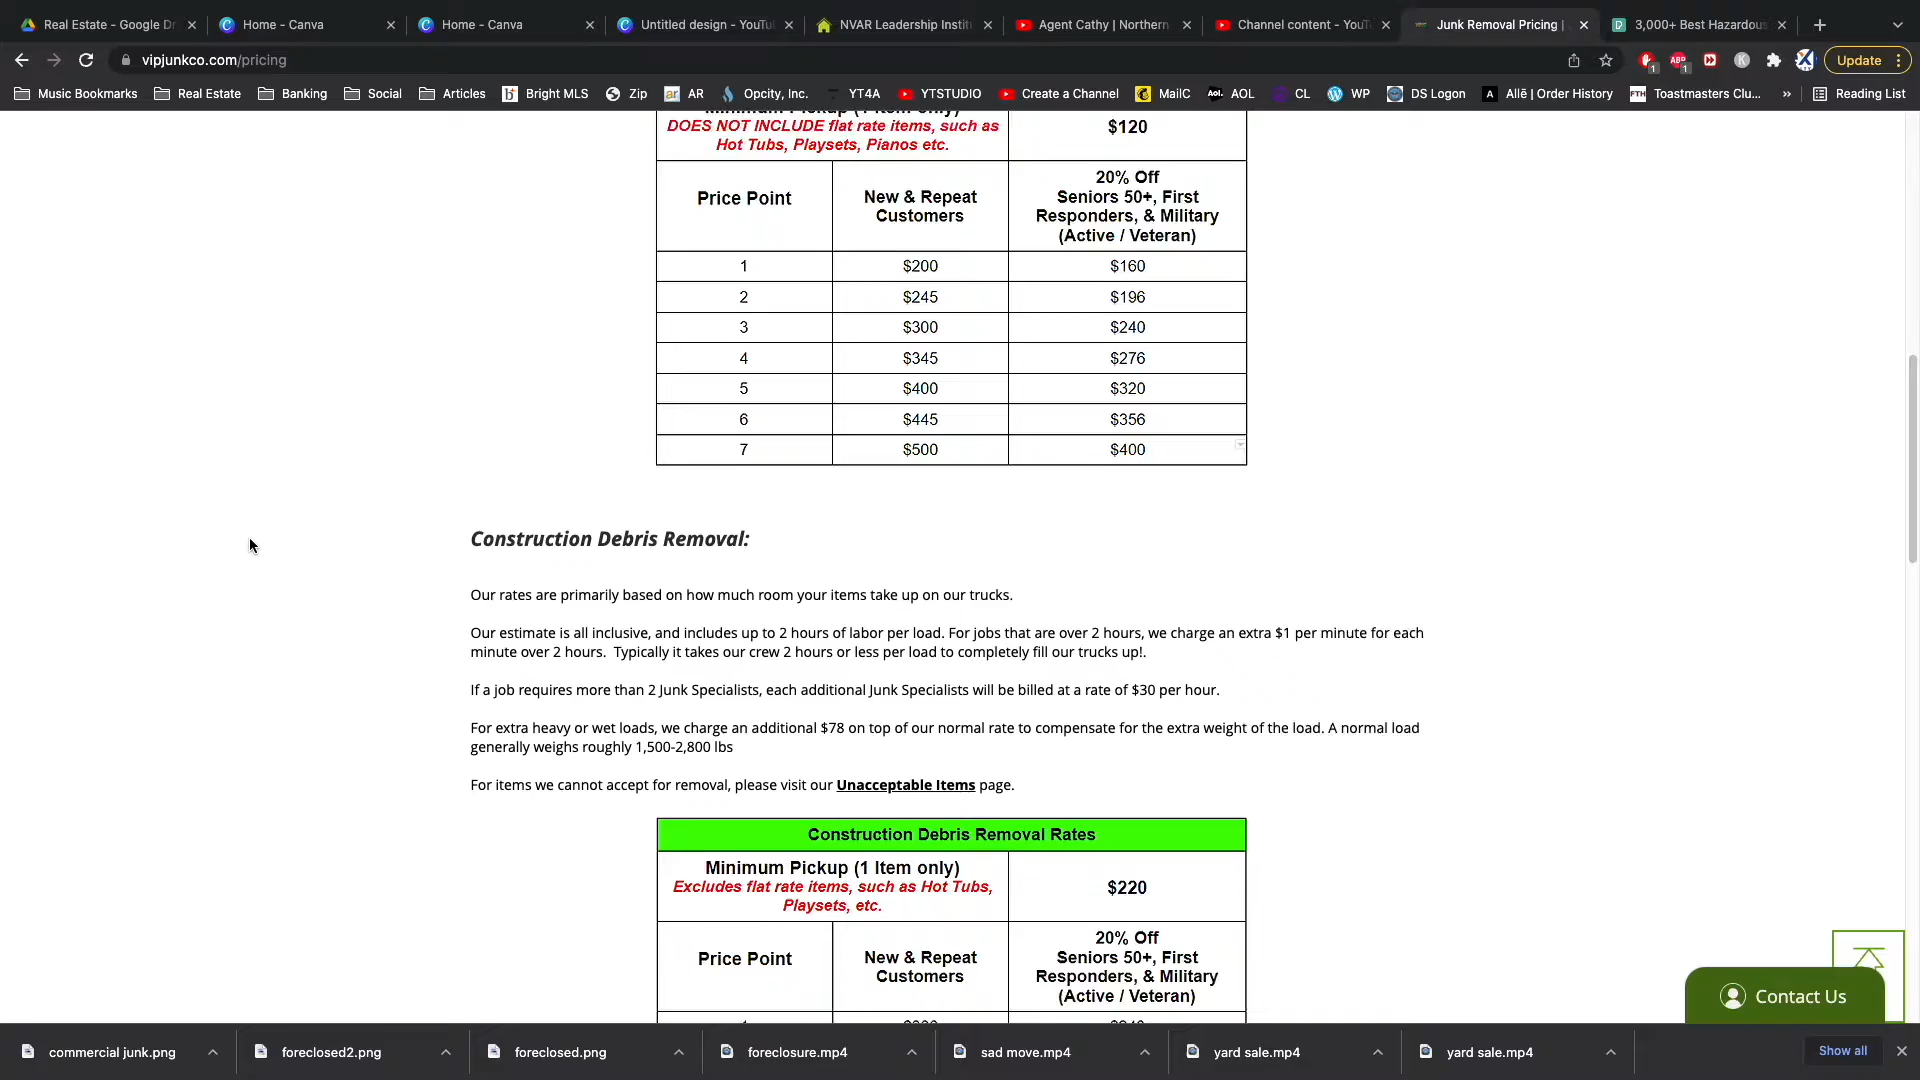 Real Estate - Google Dr
Home - Canva
Home - Canva
Untitled design - YouTu
NVAR Leadership Instit
Agent Cathy | Northern
Channel content - YouT
Junk Removal Pricing |
3,000+ Best Hazardous
vipjunkco.com/pricing
Update
Music Bookmarks
Real Estate
Banking
Social
Articles
Bright MLS
Zip
AR
Opcity, Inc.
YT4A
YTSTUDIO
Create a Channel
MailC
AOL
CL
WP
DS Logon
Allē | Order History
Toastmasters Clu...
Reading List
DOES NOT INCLUDE flat rate items, such as
Hot Tubs, Playsets, Pianos etc.
$120
Price Point
New & Repeat
Customers
20% Off
Seniors 50+, First
Responders, & Military
(Active / Veteran)
1 $200 $160
2 $245 $196
3 $300 $240
4 $345 $276
5 $400 $320
6 $445 $356
7 $500 $400
Construction Debris Removal:
Our rates are primarily based on how much room your items take up on our trucks.
Our estimate is all inclusive, and includes up to 2 hours of labor per load. For jobs that are over 2 hours, we charge an extra $1 per minute for each
minute over 2 hours.  Typically it takes our crew 2 hours or less per load to completely fill our trucks up!.
If a job requires more than 2 Junk Specialists, each additional Junk Specialists will be billed at a rate of $30 per hour.
For extra heavy or wet loads, we charge an additional $78 on top of our normal rate to compensate for the extra weight of the load. A normal load
generally weighs roughly 1,500-2,800 lbs
For items we cannot accept for removal, please visit our Unacceptable Items page.
Construction Debris Removal Rates
Minimum Pickup (1 Item only)
Excludes flat rate items, such as Hot Tubs,
Playsets, etc.
$220
Price Point
New & Repeat
Customers
20% Off
Seniors 50+, First
Responders, & Military
(Active / Veteran)
Contact Us
commercial junk.png
foreclosed2.png
foreclosed.png
foreclosure.mp4
sad move.mp4
yard sale.mp4
yard sale.mp4
Show all